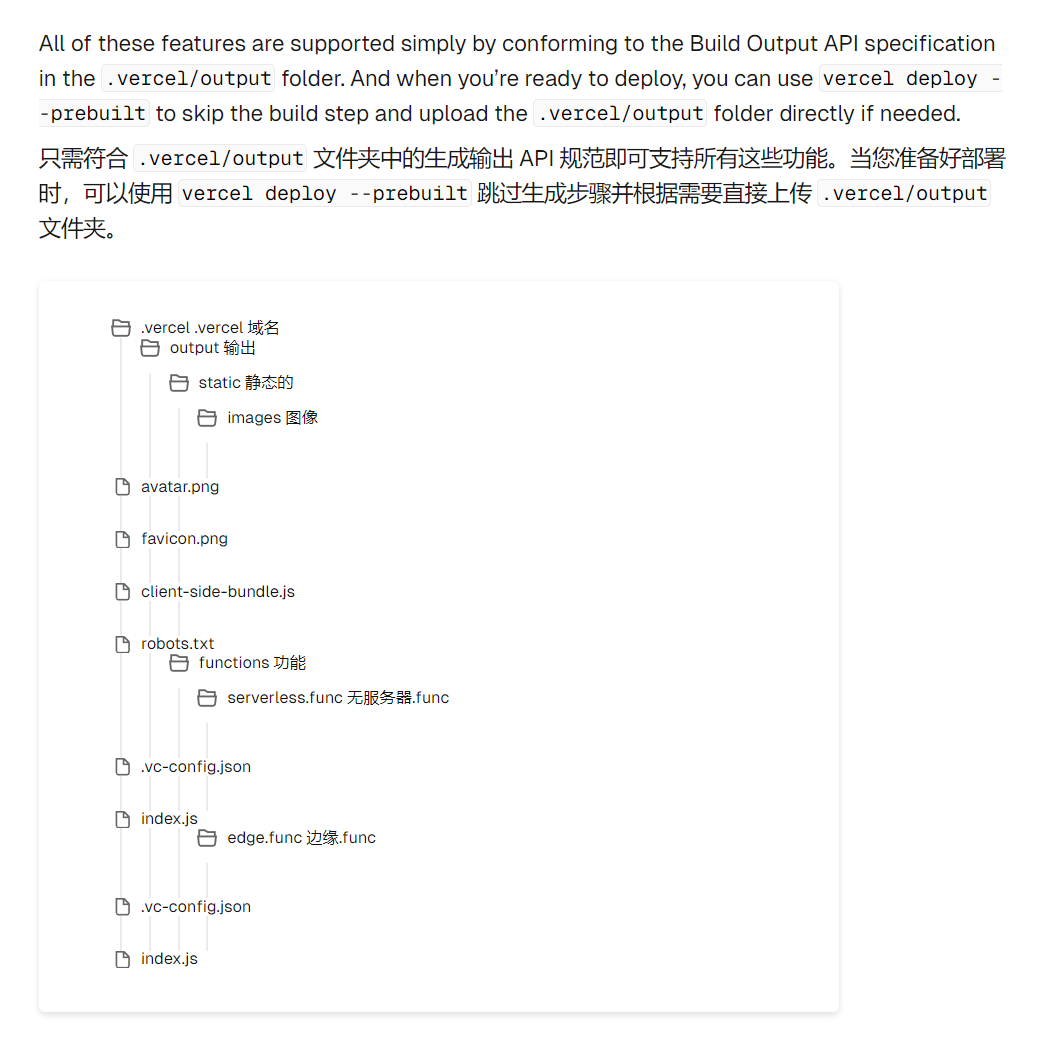 All of these features are supported simply by conforming to the Build Output API specification
in the .vercel/output folder. And when you’re ready to deploy, you can use vercel deploy -
-prebuilt to skip the build step and upload the .vercel/output folder directly if needed.
只需符合 .vercel/output 文件夹中的生成输出 API 规范即可支持所有这些功能。当您准备好部署
时，可以使用 vercel deploy --prebuilt 跳过生成步骤并根据需要直接上传 .vercel/output
文件夹。
.vercel .vercel 域名
output 输出
static 静态的
images 图像
avatar.png
favicon.png
client-side-bundle.js
robots.txt
functions 功能
serverless.func 无服务器.func
.vc-config.json
index.js
edge.func 边缘.func
.vc-config.json
index.js